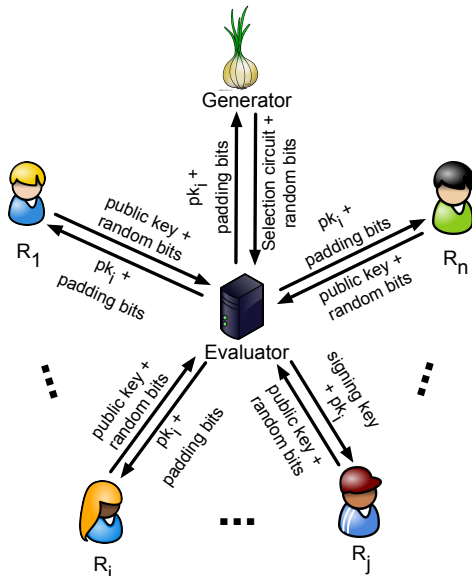 Generator
pk_i +
padding bits
Selection circuit +
random bits
R_1
public key +
random bits
pk_i +
padding bits
R_n
pk_i +
padding bits
public key +
random bits
Evaluator
public key +
random bits
pk_i +
padding bits
signing key
+ pk_i
public key +
random bits
R_i
R_j